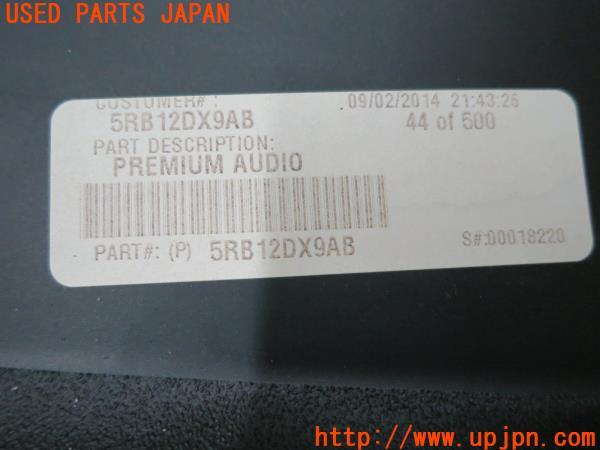 USED PARTS JAPAN
CUSTOMER# : 09/02/2014 21:43:26
5RB12DX9AB 44 of 500
PART DESCRIPTION:
PREMIUM AUDIO
PART#: (P) 5RB12DX9AB S#:00018220
http://www.upjpn.com